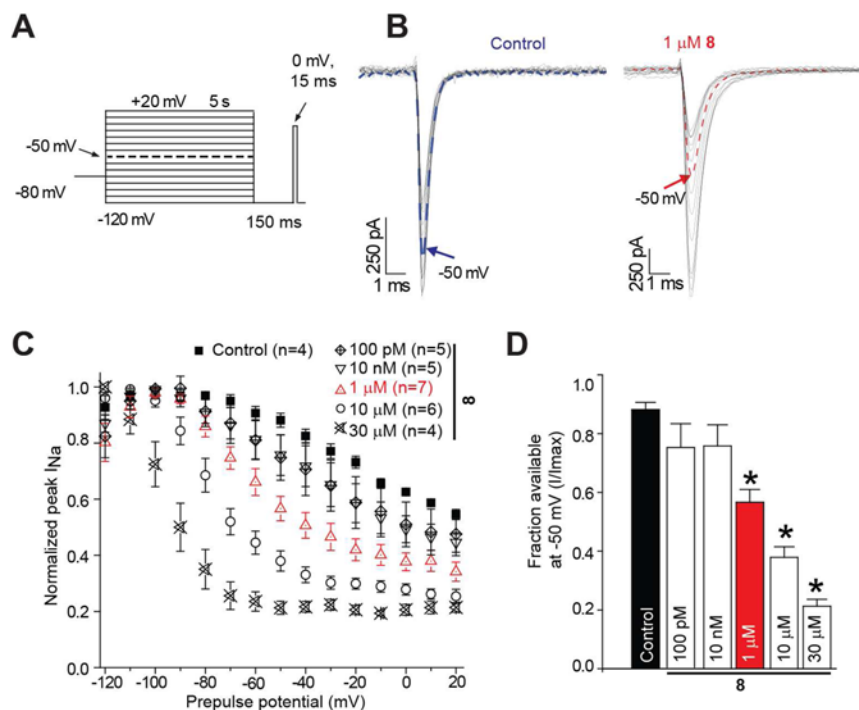 A
0 mV,
15 ms
+20 mV 5 s
-50 mV
-80 mV
-120 mV
150 ms
B
Control
1 μM 8
-50 mV
250 pA
1 ms
-50 mV
250 pA
1 ms
C
Control (n=4)
100 pM (n=5)
10 nM (n=5)
1 μM (n=7)
10 μM (n=6)
30 μM (n=4)
8
Normalized peak INa
1.0
0.8
0.6
0.4
0.2
0.0
-120 -100 -80 -60 -40 -20 0 20
Prepulse potential (mV)
D
Fraction available
at -50 mV (I/Imax)
1.0
0.8
0.6
0.4
0.2
0.0
* * *
Control
100 pM
10 nM
1 μM
10 μM
30 μM
8